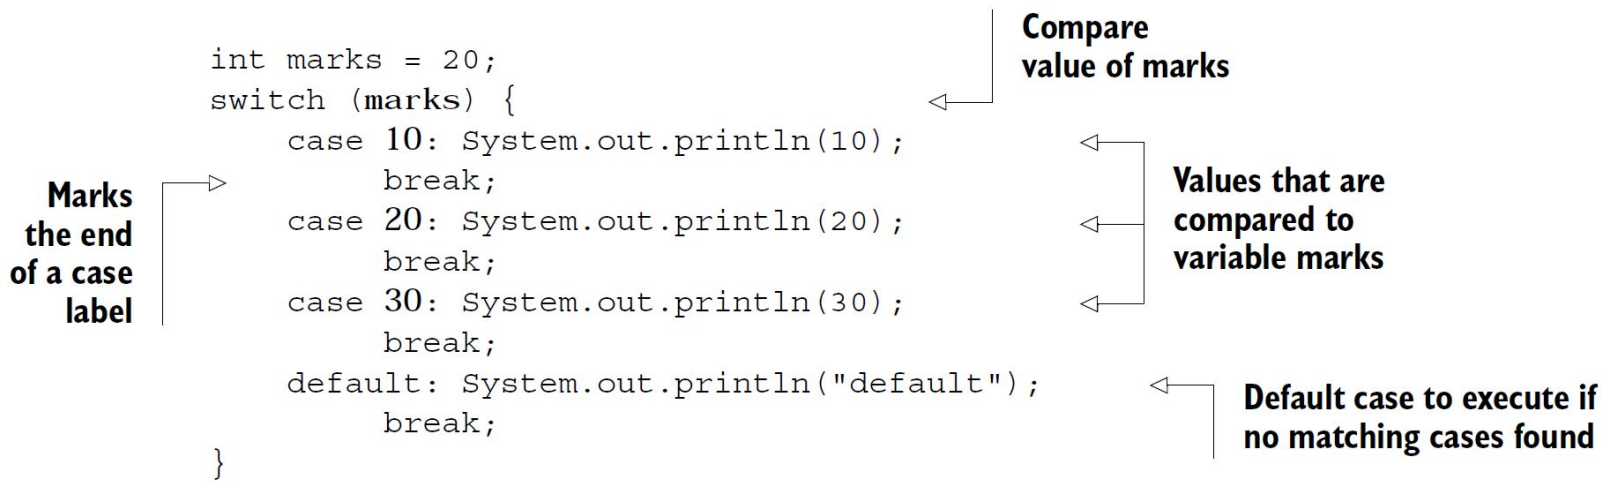 Compare
value of marks
int marks = 20;
switch (marks) {
case 10: System.out.println(10);
break;
case 20: System.out.println(20);
break;
case 30: System.out.println(30);
break;
default: System.out.println("default");
break;
}
Marks
the end
of a case
label
Values that are
compared to
variable marks
Default case to execute if
no matching cases found